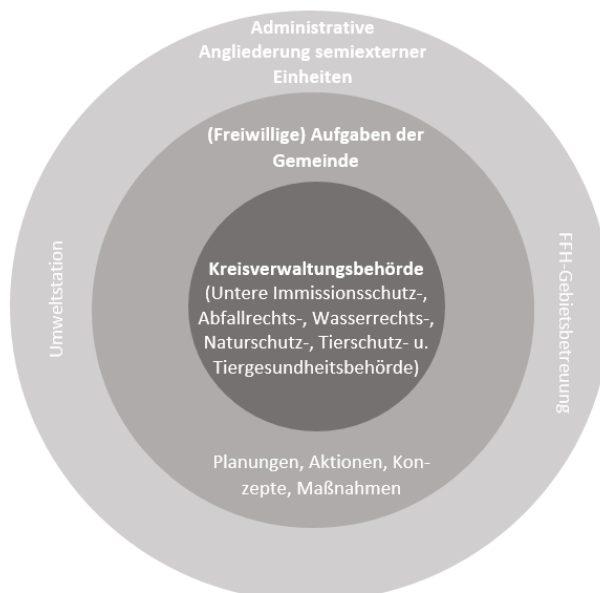 Administrative
Angliederung semiexterner
Einheiten
(Freiwillige) Aufgaben der
Gemeinde
Umweltstation
FFH-Gebietsbetreuung
Kreisverwaltungsbehörde
(Untere Immissionsschutz-,
Abfallrechts-, Wasserrechts-,
Naturschutz-, Tierschutz- u.
Tiergesundheitsbehörde)
Planungen, Aktionen, Kon-
zepte, Maßnahmen